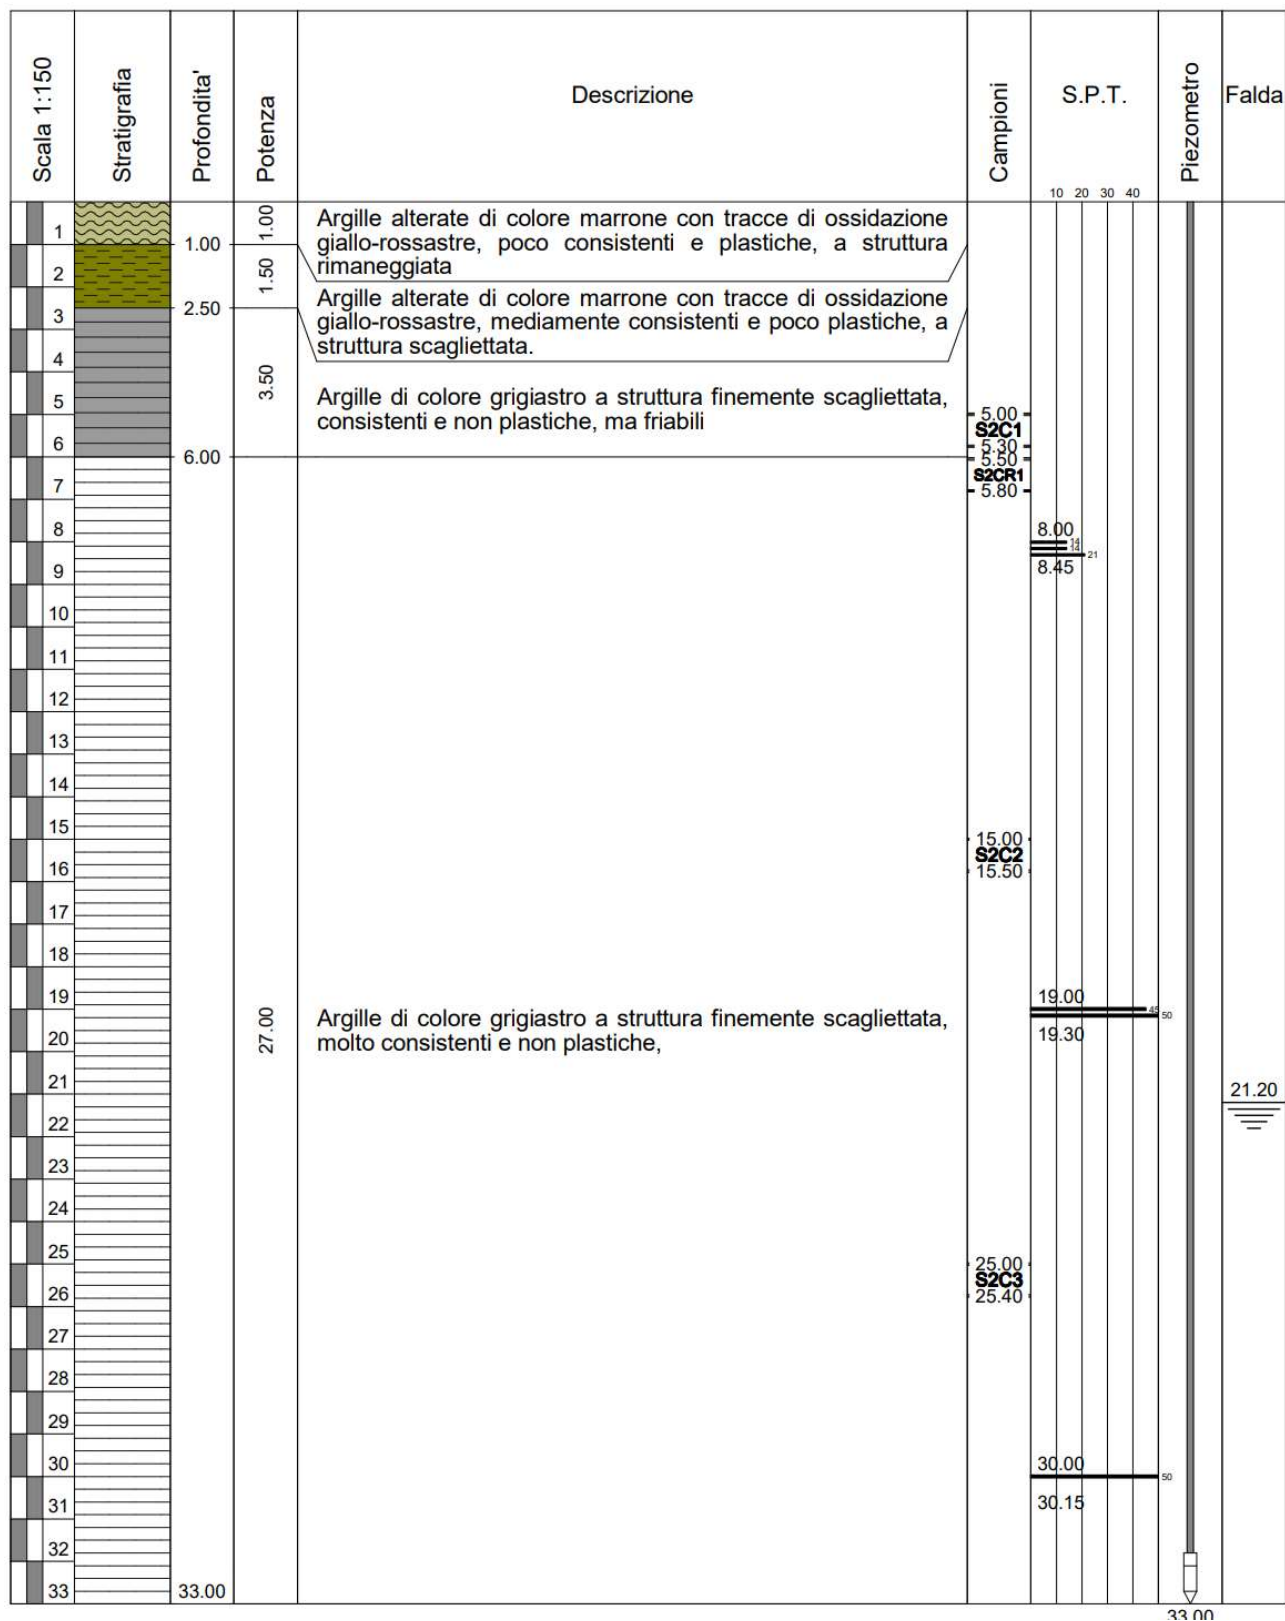 Scala 1:150
Stratigrafia
Profondita'
Potenza
Descrizione
Campioni
S.P.T.
10 20 30 40
Piezometro
Falda
1
2
3
4
5
6
7
8
9
10
11
12
13
14
15
16
17
18
19
20
21
22
23
24
25
26
27
28
29
30
31
32
33
1.00
2.50
6.00
33.00
1.00
1.50
3.50
27.00
Argille alterate di colore marrone con tracce di ossidazione
giallo-rossastre, poco consistenti e plastiche, a struttura
rimaneggiata
Argille alterate di colore marrone con tracce di ossidazione
giallo-rossastre, mediamente consistenti e poco plastiche, a
struttura scagliettata.
Argille di colore grigiastro a struttura finemente scagliettata,
consistenti e non plastiche, ma friabili
Argille di colore grigiastro a struttura finemente scagliettata,
molto consistenti e non plastiche,
5.00
S2C1
5.30
5.50
S2CR1
5.80
15.00
S2C2
15.50
25.00
S2C3
25.40
8.00
14
14
21
8.45
19.00
45
50
19.30
30.00
50
30.15
33.00
21.20